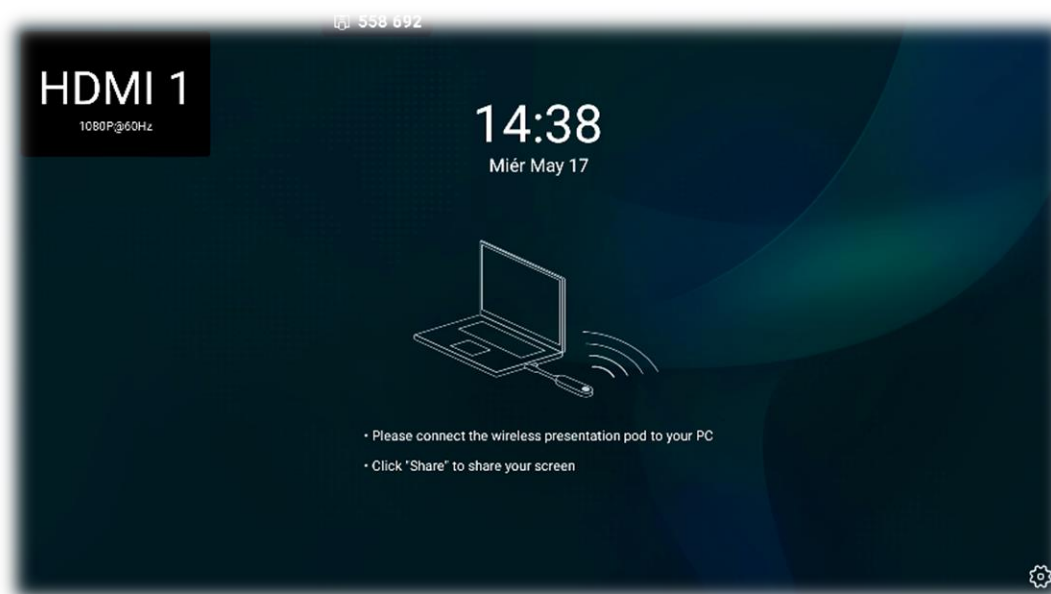 558 692
HDMI 1
1080P@60Hz
14:38
Miér May 17
• Please connect the wireless presentation pod to your PC
• Click "Share" to share your screen